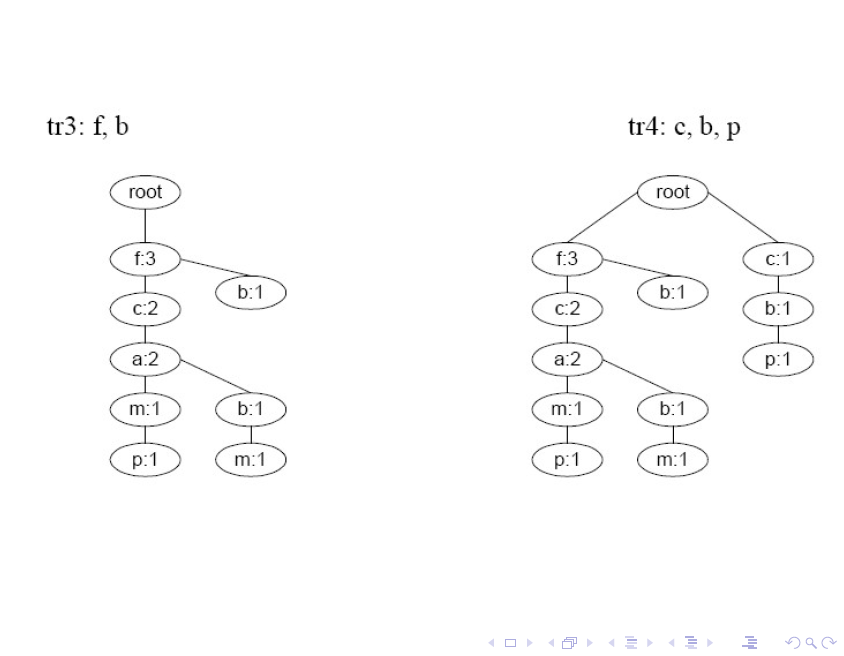 tr3: f, b
tr4: c, b, p
root
f:3
b:1
c:2
a:2
m:1
b:1
p:1
m:1
root
f:3
c:1
b:1
c:2
b:1
a:2
p:1
m:1
b:1
p:1
m:1